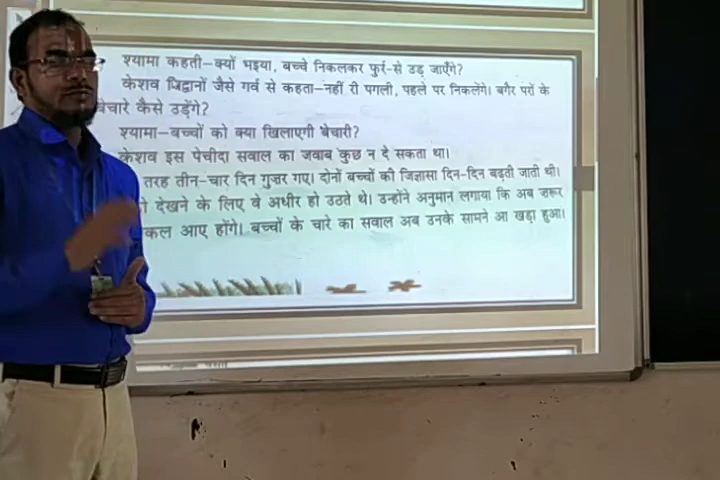 श्यामा कहती–क्यों भइया, बच्चे निकलकर फुर्र-से उड़ जाएँगे?
केशव विद्वानों जैसे गर्व से कहता–नहीं री पगली, पहले पर निकलेंगे। बगैर परों के
बेचारे कैसे उड़ेंगे?
श्यामा–बच्चों को क्या खिलाएगी बेचारी?
केशव इस पेचीदा सवाल का जवाब कुछ न दे सकता था।
तरह तीन-चार दिन गुज़र गए। दोनों बच्चों की जिज्ञासा दिन-दिन बढ़ती जाती थी।
देखने के लिए वे अधीर हो उठते थे। उन्होंने अनुमान लगाया कि अब ज़रूर
कल आए होंगे। बच्चों के चारे का सवाल अब उनके सामने आ खड़ा हुआ।